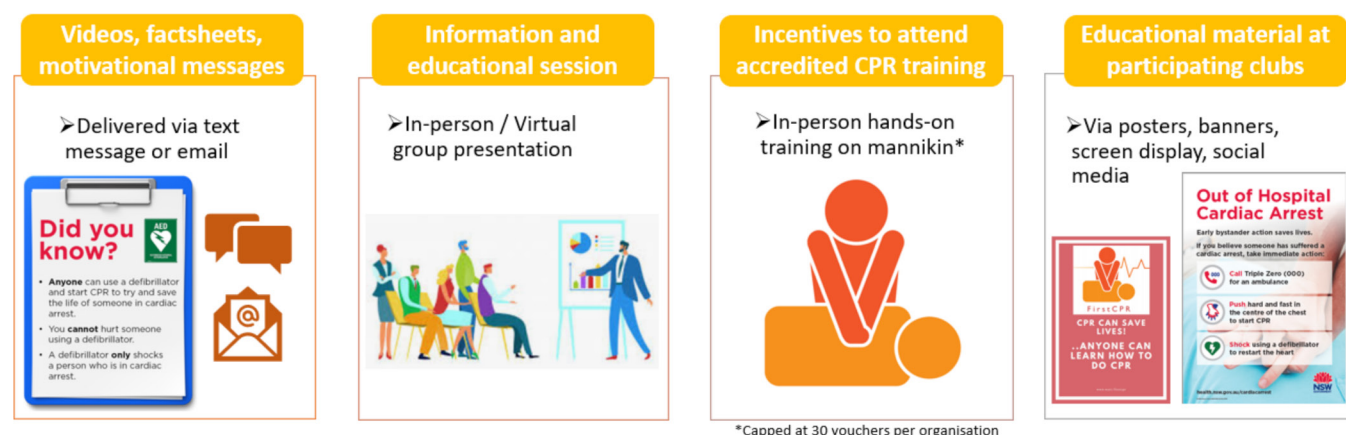 Videos, factsheets,
motivational messages
➢Delivered via text
message or email
Did you
know?
AED
• Anyone can use a defibrillator
and start CPR to try and save
the life of someone in cardiac
arrest.
• You cannot hurt someone
using a defibrillator.
• A defibrillator only shocks
a person who is in cardiac
arrest.
@
Information and
educational session
➢In-person / Virtual
group presentation
Incentives to attend
accredited CPR training
➢In-person hands-on
training on mannikin*
*Capped at 30 vouchers per organisation
Educational material at
participating clubs
➢Via posters, banners,
screen display, social
media
FirstCPR
CPR CAN SAVE
LIVES!
..ANYONE CAN
LEARN HOW TO
DO CPR
Out of Hospital
Cardiac Arrest
Early bystander action saves lives.
If you believe someone has suffered a
cardiac arrest, take immediate action:
000
Call Triple Zero (000)
for an ambulance
Push hard and fast in
the centre of the chest
to start CPR
Shock using a defibrillator
to restart the heart
health.nsw.gov.au/cardiacarrest
NSW